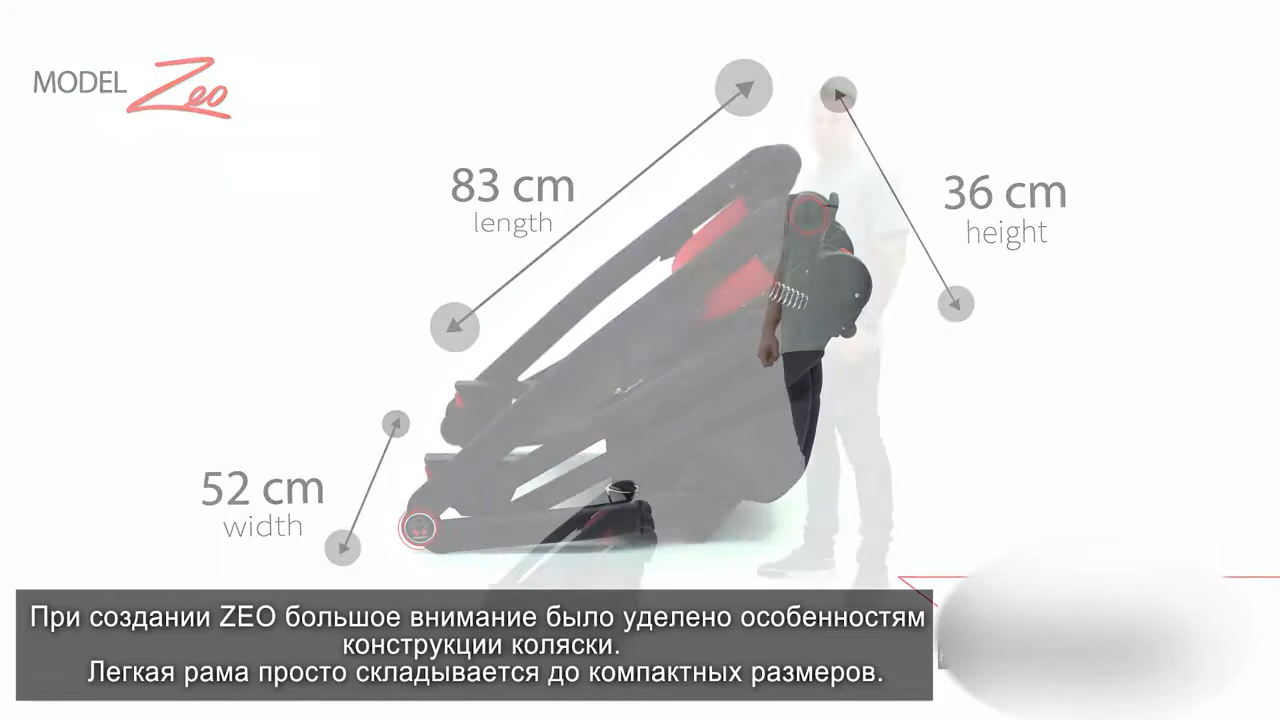 MODEL Zeo
83 cm
length
36 cm
height
52 cm
width
При создании ZEO большое внимание было уделено особенностям
конструкции коляски.
Легкая рама просто складывается до компактных размеров.